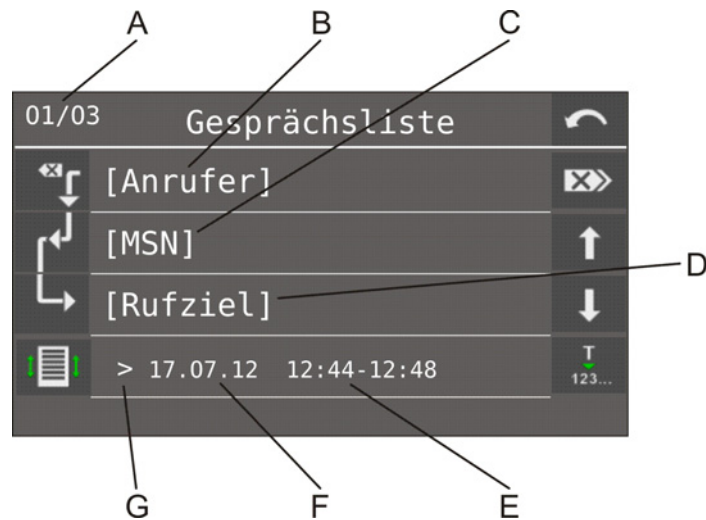 A B C
01/03 Gesprächsliste
[Anrufer]
[MSN]
D
[Rufziel]
> 17.07.12 12:44-12:48
T
123...
G F E